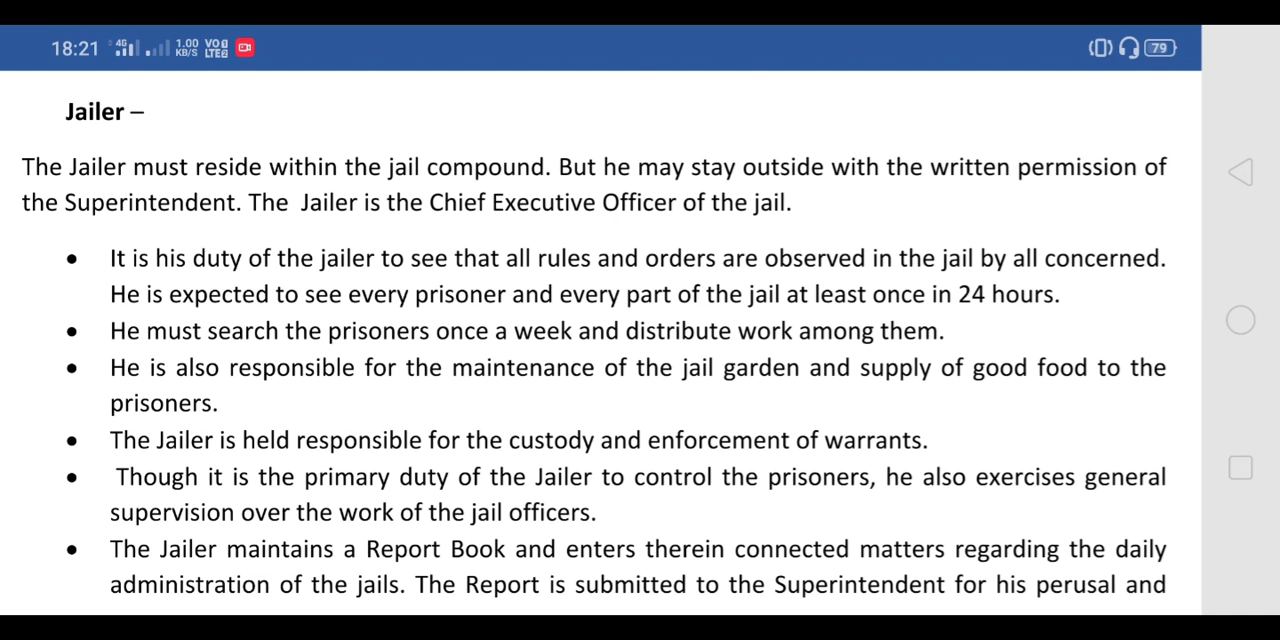 18:21 4G 1.00 KB/S VO LTE2 79
Jailer –
The Jailer must reside within the jail compound. But he may stay outside with the written permission of
the Superintendent. The Jailer is the Chief Executive Officer of the jail.
• It is his duty of the jailer to see that all rules and orders are observed in the jail by all concerned.
He is expected to see every prisoner and every part of the jail at least once in 24 hours.
• He must search the prisoners once a week and distribute work among them.
• He is also responsible for the maintenance of the jail garden and supply of good food to the
prisoners.
• The Jailer is held responsible for the custody and enforcement of warrants.
• Though it is the primary duty of the Jailer to control the prisoners, he also exercises general
supervision over the work of the jail officers.
• The Jailer maintains a Report Book and enters therein connected matters regarding the daily
administration of the jails. The Report is submitted to the Superintendent for his perusal and